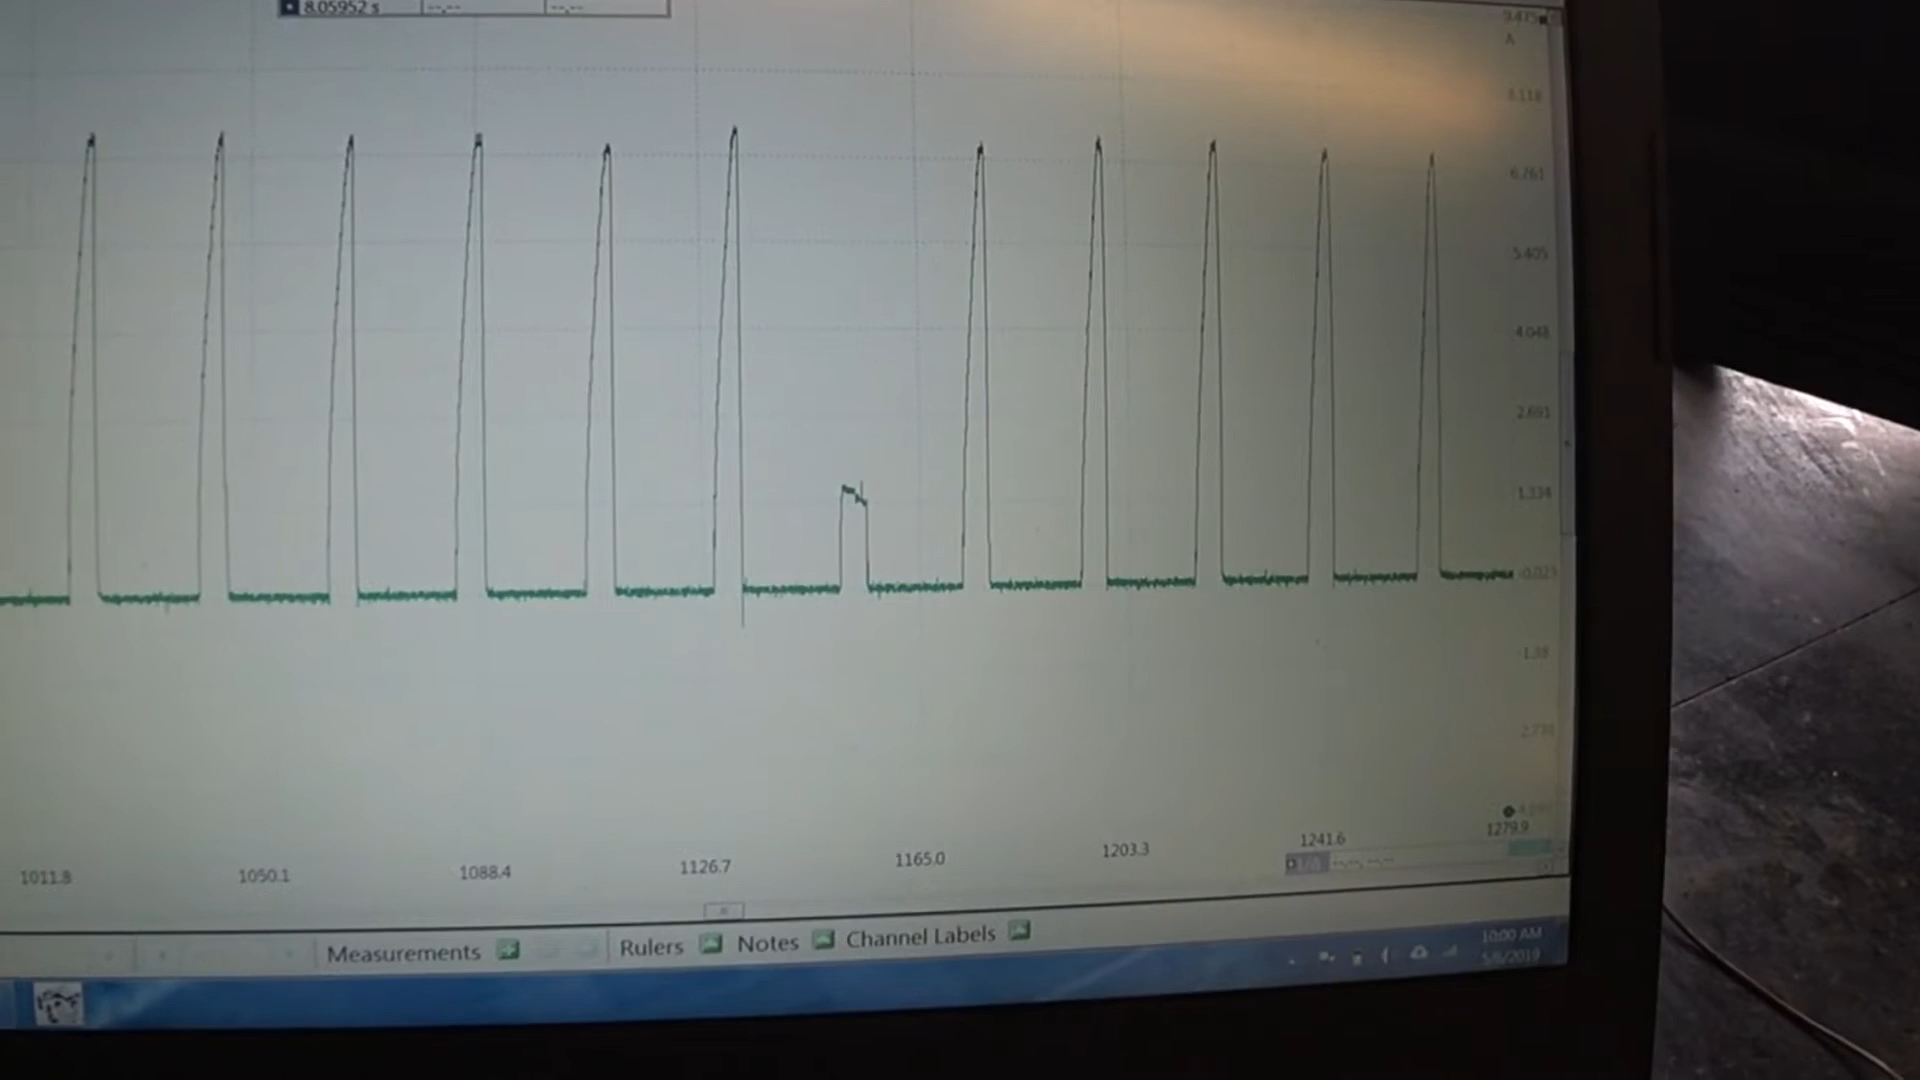 8.05952 s --.-- --.--
9.475
A
8.118
6.761
5.405
4.048
2.691
1.334
-0.023
-1.38
1011.8 1050.1 1088.4 1126.7 1165.0 1203.3 1241.6 1279.9
--.--, --.--
Measurements Rulers Notes Channel Labels
10:00 AM